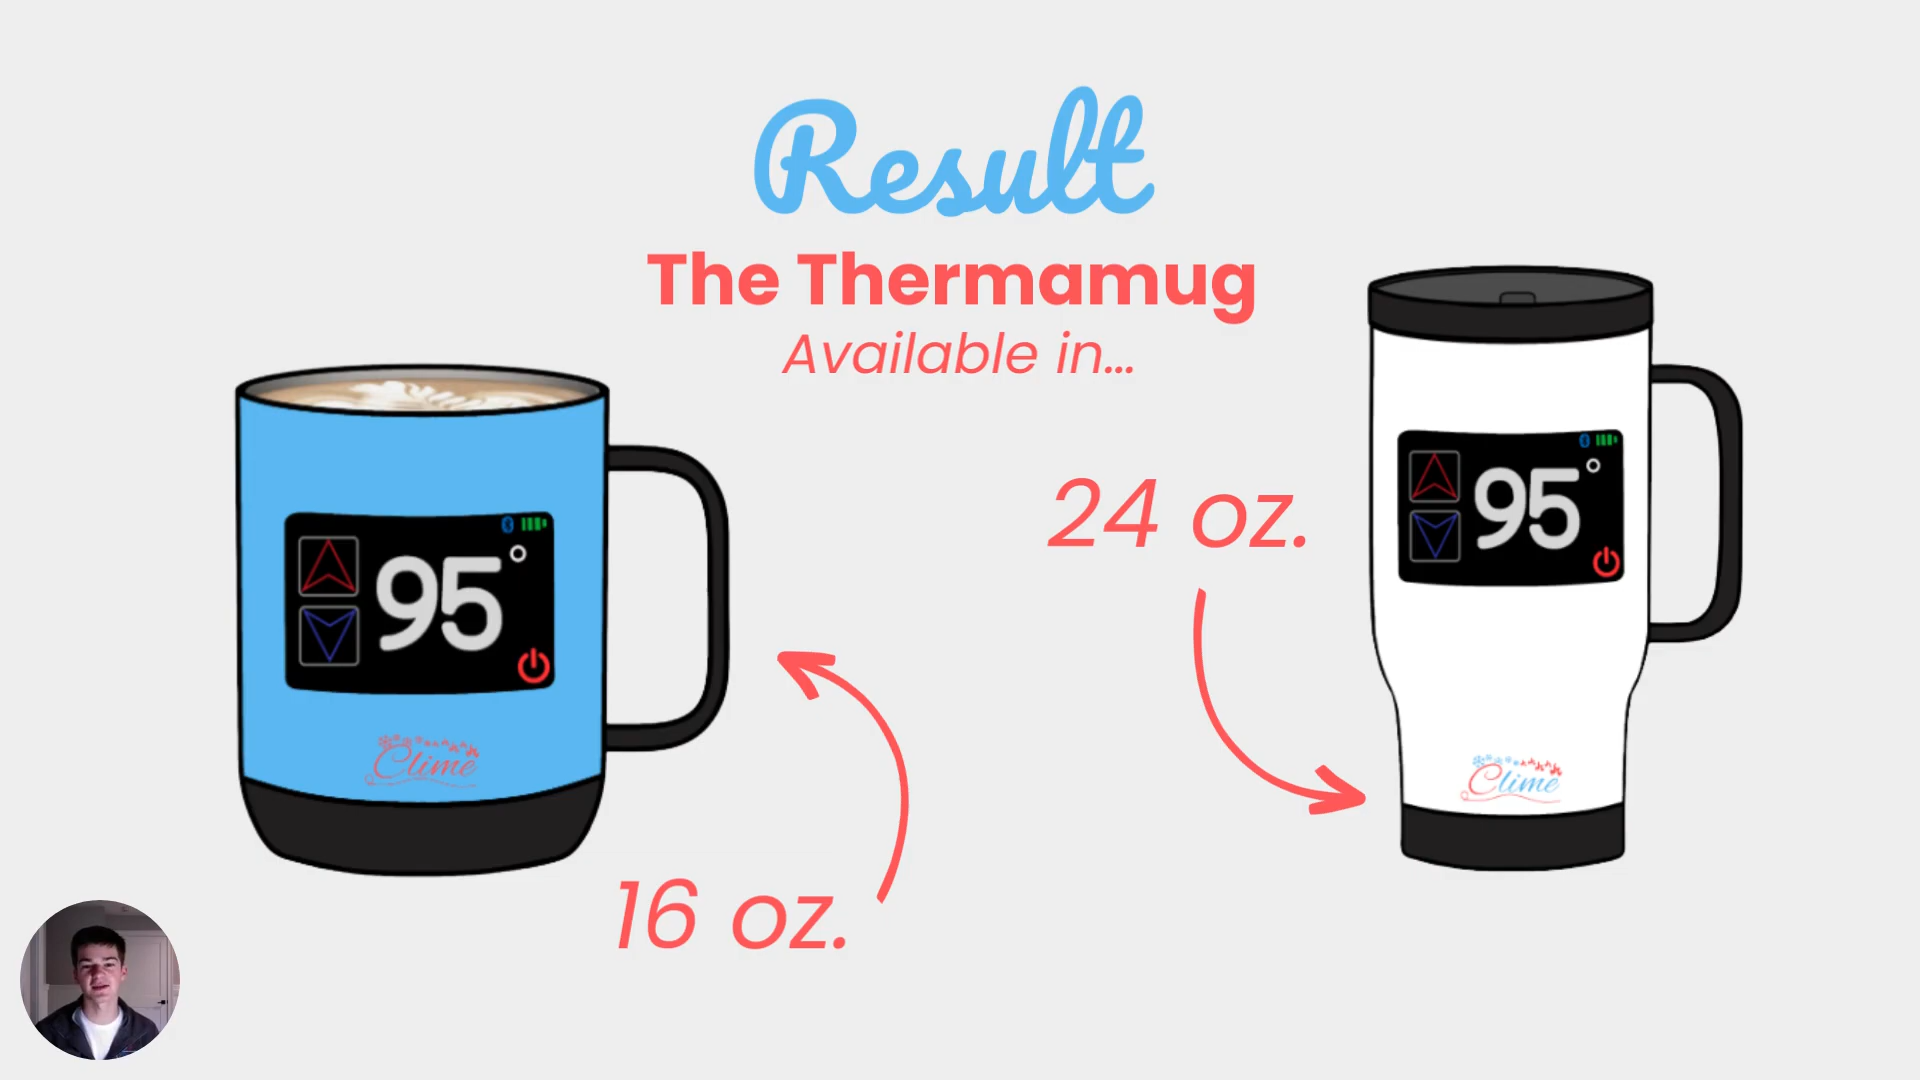 Result
The Thermamug
Available in...
24 oz.
95°
95°
Clime
Clime
16 oz.